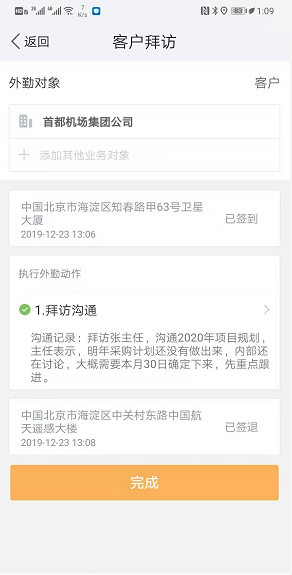 7
K/s
1:09
返回
客户拜访
外勤对象
客户
首都机场集团公司
添加其他业务对象
中国北京市海淀区知春路甲63号卫星
大厦
已签到
2019-12-23 13:06
执行外勤动作
1.拜访沟通
沟通记录：拜访张主任，沟通2020年项目规划，
主任表示，明年采购计划还没有做出来，内部还
在讨论，大概需要本月30日确定下来，先重点跟
进。
中国北京市海淀区中关村东路中国航
天遥感大楼
已签退
2019-12-23 13:08
完成